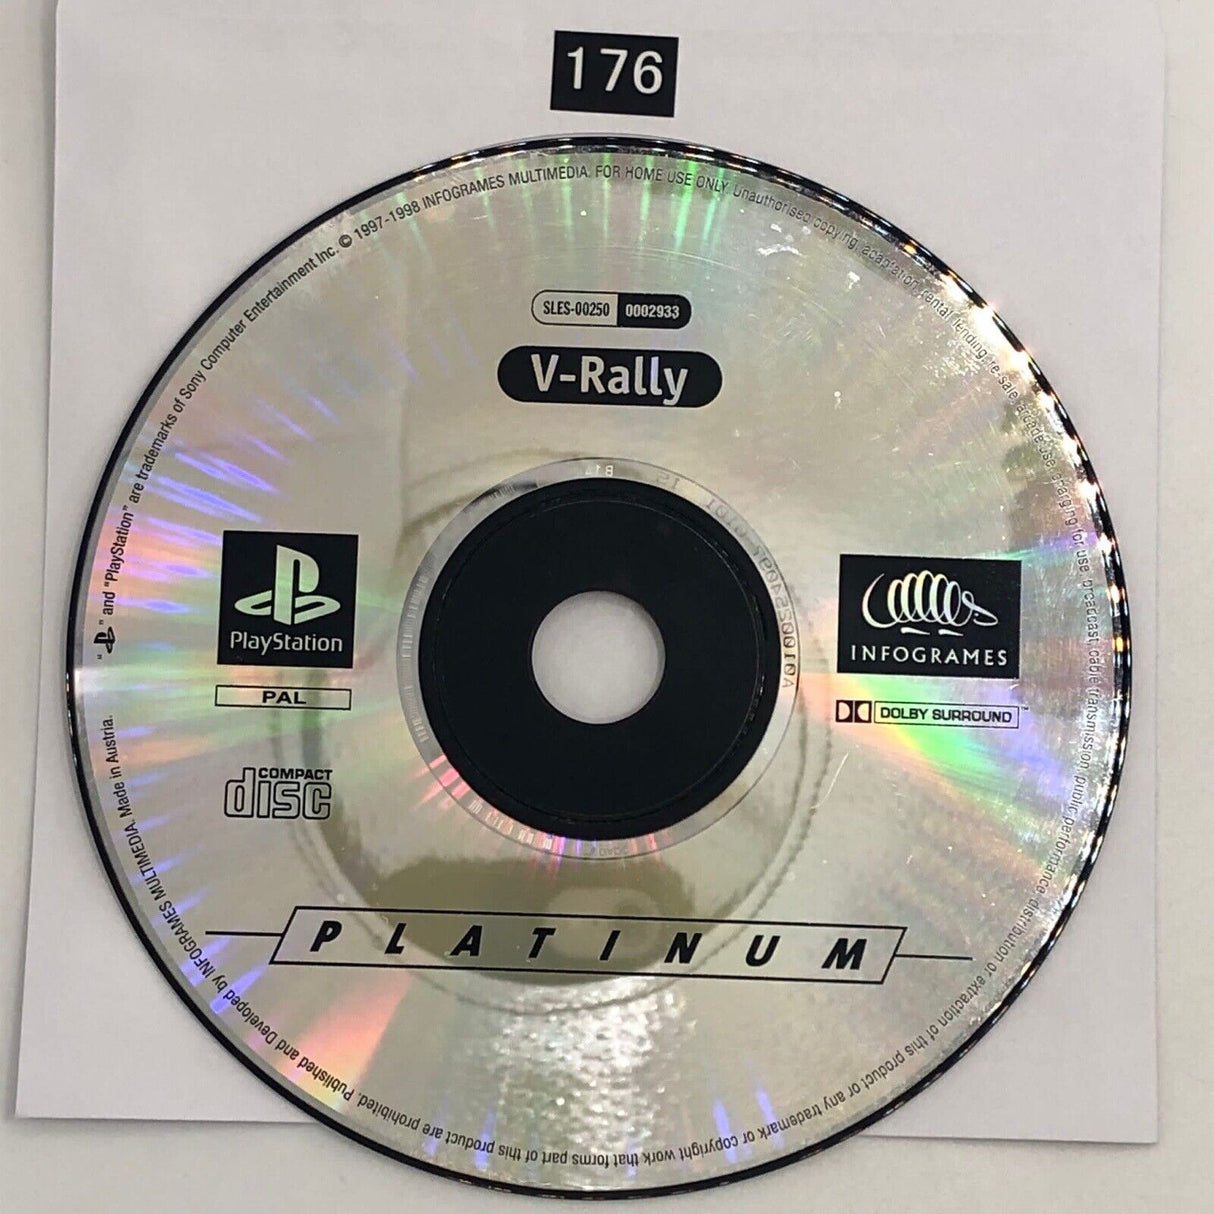 176
SLES-00250 0002933
V-Rally
PlayStation
PAL
COMPACT
disc
INFOGRAMES
DOLBY SURROUND ™
PLATINUM
"PS" and "PlayStation" are trademarks of Sony Computer Entertainment Inc. © 1997-1998 INFOGRAMES MULTIMEDIA. FOR HOME USE ONLY. Unauthorised copying, adaptation, rental, lending, re-sale, arcade use, charging for use, broadcast, cable transmission, public performance, distribution or extraction of this product or any trademark or copyright work that forms part of this product are prohibited. Published and Developed by INFOGRAMES MULTIMEDIA. Made in Austria.